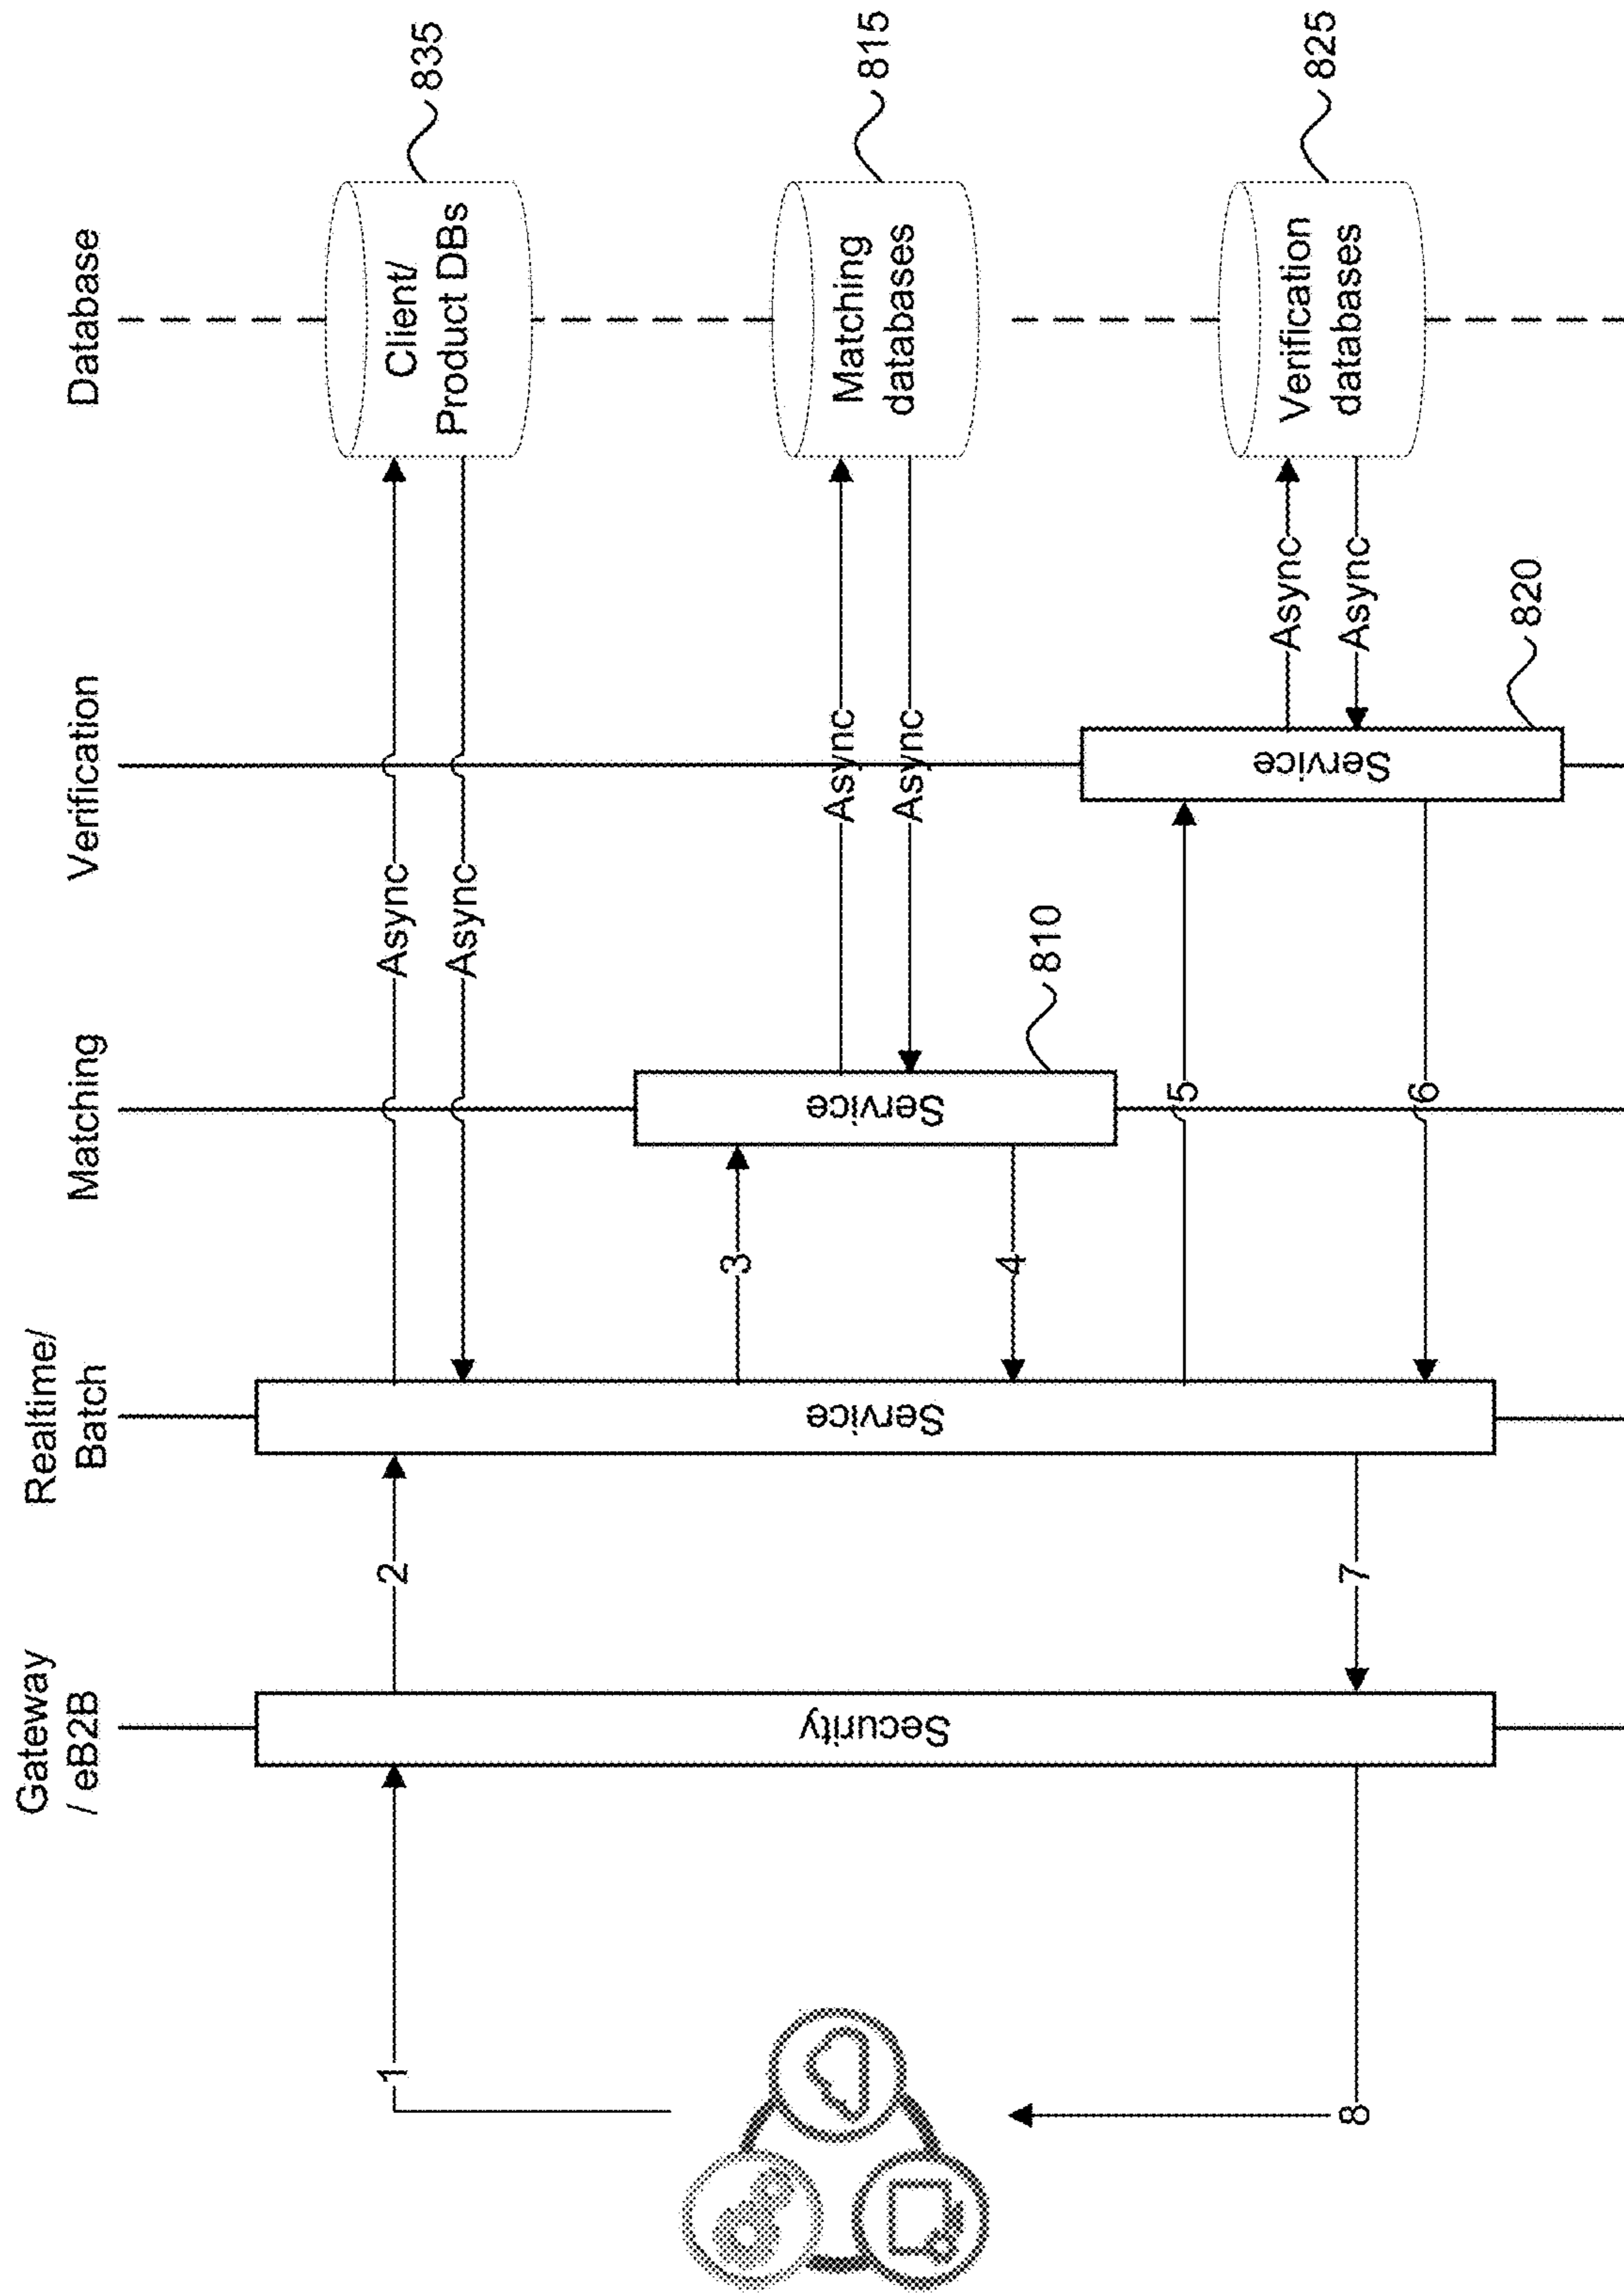 Gateway
/ eB2B
Realtime/
Batch
Matching
Verification
Database
1
2
Async
Async
Client/
Product DBs
835
Security
Service
3
Service
Async
Async
Matching
databases
815
4
810
5
Service
Async
Async
Verification
databases
825
6
820
7
8